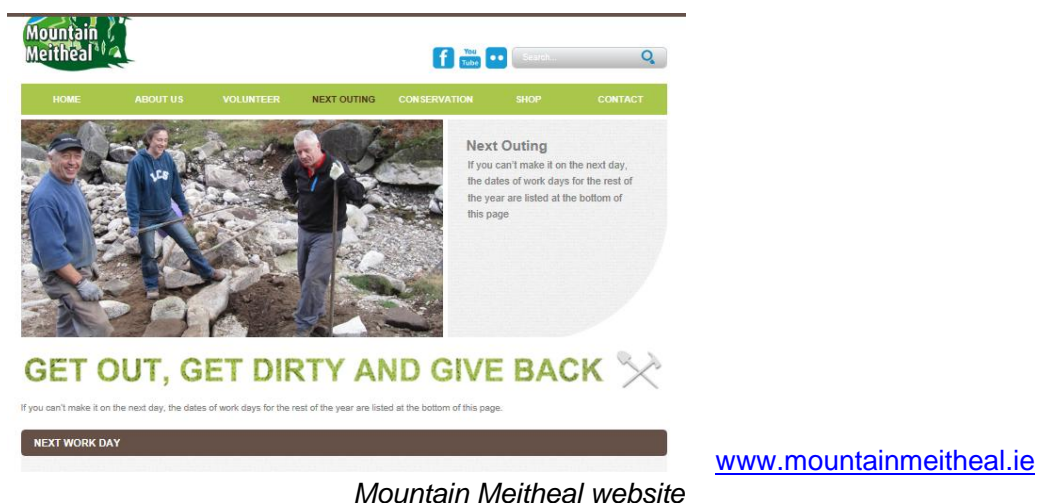 Mountain
Meitheal
f You Tube Search...
HOME ABOUT US VOLUNTEER NEXT OUTING CONSERVATION SHOP CONTACT
LCS
Next Outing
If you can't make it on the next day,
the dates of work days for the rest of
the year are listed at the bottom of
this page
GET OUT, GET DIRTY AND GIVE BACK
If you can't make it on the next day, the dates of work days for the rest of the year are listed at the bottom of this page.
NEXT WORK DAY
www.mountainmeitheal.ie
Mountain Meitheal website